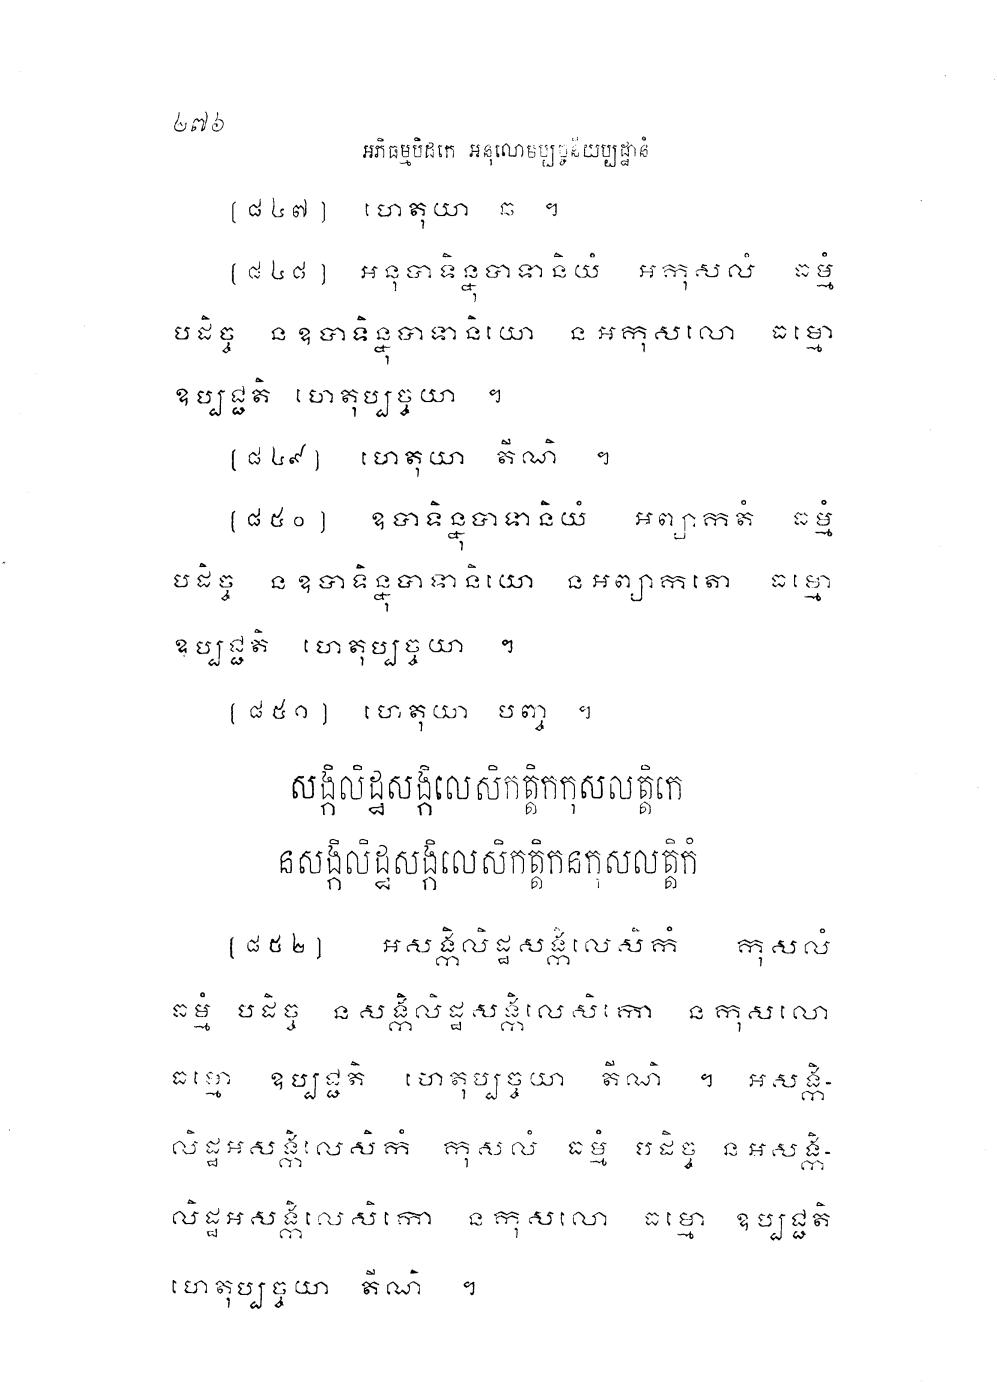 ២៧៦
អភិធម្មបិដកេ អនុលោមប្បច្ចនិយប្បដ្ឋានំ
[៨៤៧] ហេតុយា ឆ ។
[៨៤៨] អនុបាទិន្នុបាទានិយំ អកុសលំ ធម្មំ
បដិច្ច ន ឧបាទិន្នុបាទានិយោ ន អកុសលោ ធម្មោ
ឧប្បជ្ជតិ ហេតុប្បច្ចយា ។
[៨៤៩] ហេតុយា តីណិ ។
[៨៥០] ឧបាទិន្នុបាទានិយំ អព្យាកតំ ធម្មំ
បដិច្ច ន ឧបាទិន្នុបាទានិយោ ន អព្យាកតោ ធម្មោ
ឧប្បជ្ជតិ ហេតុប្បច្ចយា ។
[៨៥១] ហេតុយា បញ្ច ។
សង្កិលិដ្ឋសង្កិលេសិកត្តិកកុសលត្តិកេ
នសង្កិលិដ្ឋសង្កិលេសិកត្តិកនកុសលត្តិកំ
[៨៥២] អសង្កិលិដ្ឋសង្កិលេសិកំ កុសលំ
ធម្មំ បដិច្ច ន សង្កិលិដ្ឋសង្កិលេសិកោ ន កុសលោ
ធម្មោ ឧប្បជ្ជតិ ហេតុប្បច្ចយា តីណិ ។ អសង្កិ-
លិដ្ឋអសង្កិលេសិកំ កុសលំ ធម្មំ បដិច្ច ន អសង្កិ-
លិដ្ឋអសង្កិលេសិកោ ន កុសលោ ធម្មោ ឧប្បជ្ជតិ
ហេតុប្បច្ចយា តីណិ ។